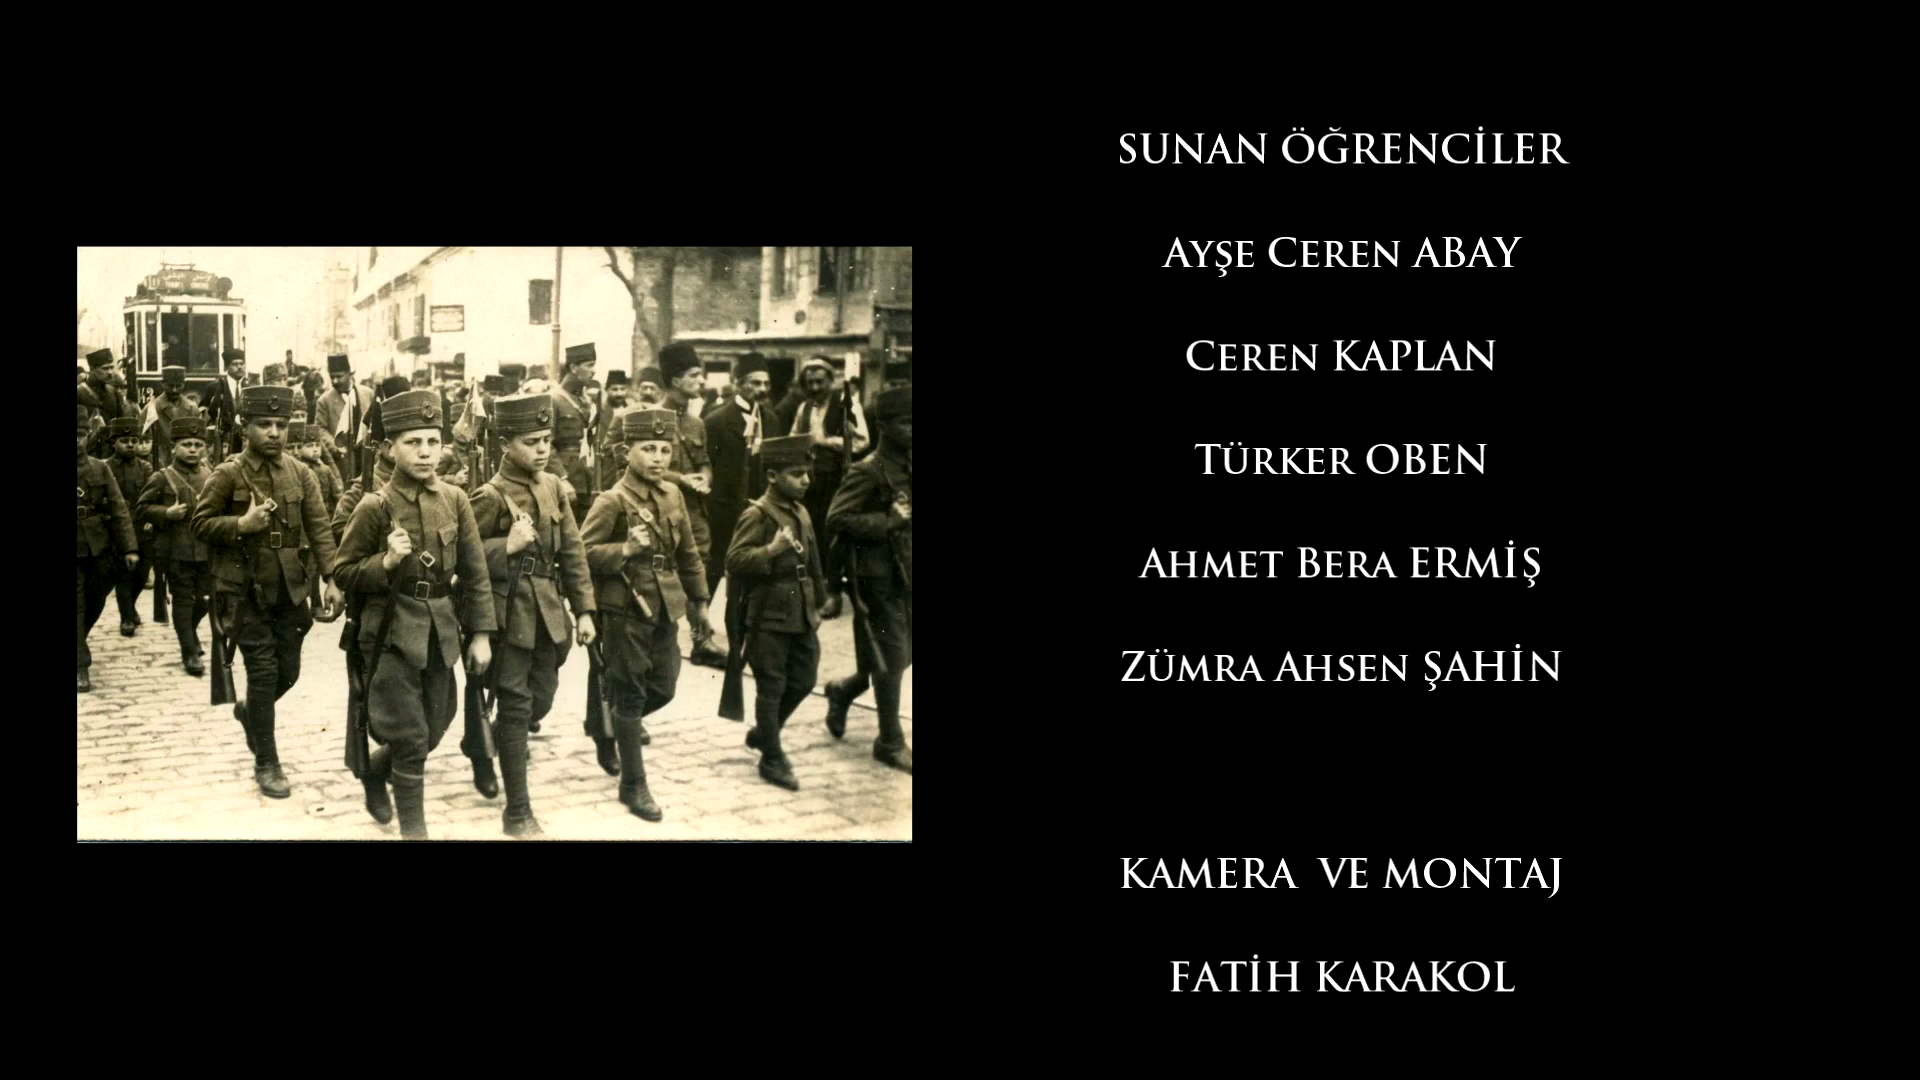 SUNAN ÖĞRENCİLER
AYŞE CEREN ABAY
CEREN KAPLAN
TÜRKER OBEN
AHMET BERA ERMİŞ
ZÜMRA AHSEN ŞAHİN
KAMERA VE MONTAJ
FATİH KARAKOL